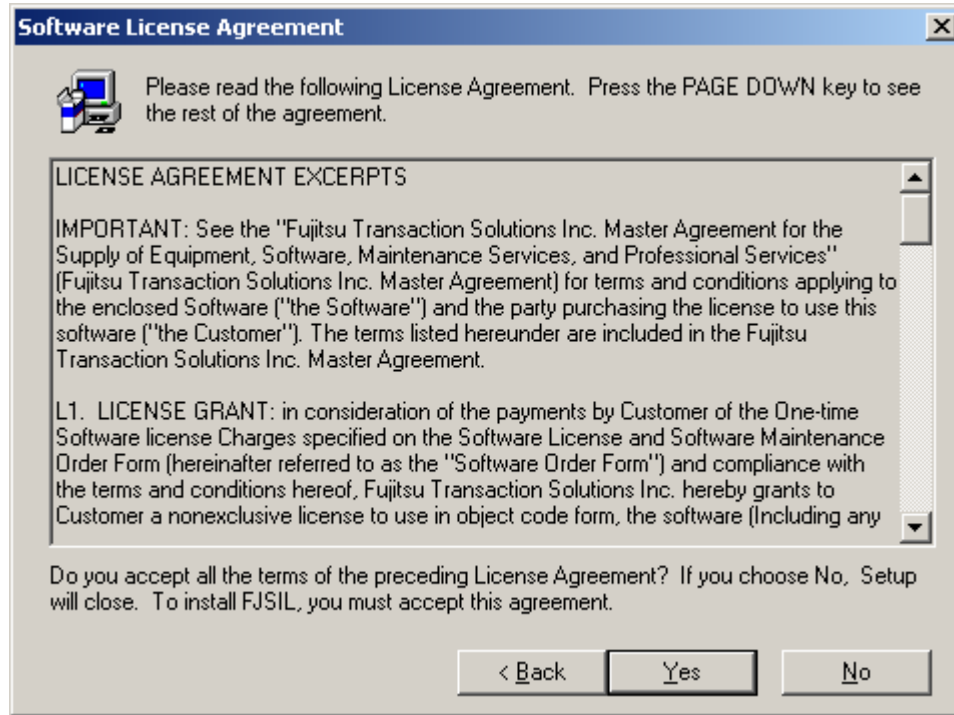 Software License Agreement
Please read the following License Agreement.  Press the PAGE DOWN key to see
the rest of the agreement.
LICENSE AGREEMENT EXCERPTS
IMPORTANT: See the "Fujitsu Transaction Solutions Inc. Master Agreement for the
Supply of Equipment, Software, Maintenance Services, and Professional Services"
(Fujitsu Transaction Solutions Inc. Master Agreement) for terms and conditions applying to
the enclosed Software ("the Software") and the party purchasing the license to use this
software ("the Customer"). The terms listed hereunder are included in the Fujitsu
Transaction Solutions Inc. Master Agreement.
L1.  LICENSE GRANT: in consideration of the payments by Customer of the One-time
Software license Charges specified on the Software License and Software Maintenance
Order Form (hereinafter referred to as the "Software Order Form") and compliance with
the terms and conditions hereof, Fujitsu Transaction Solutions Inc. hereby grants to
Customer a nonexclusive license to use in object code form, the software (Including any
Do you accept all the terms of the preceding License Agreement?  If you choose No,  Setup
will close.  To install FJSIL, you must accept this agreement.
< Back Yes No